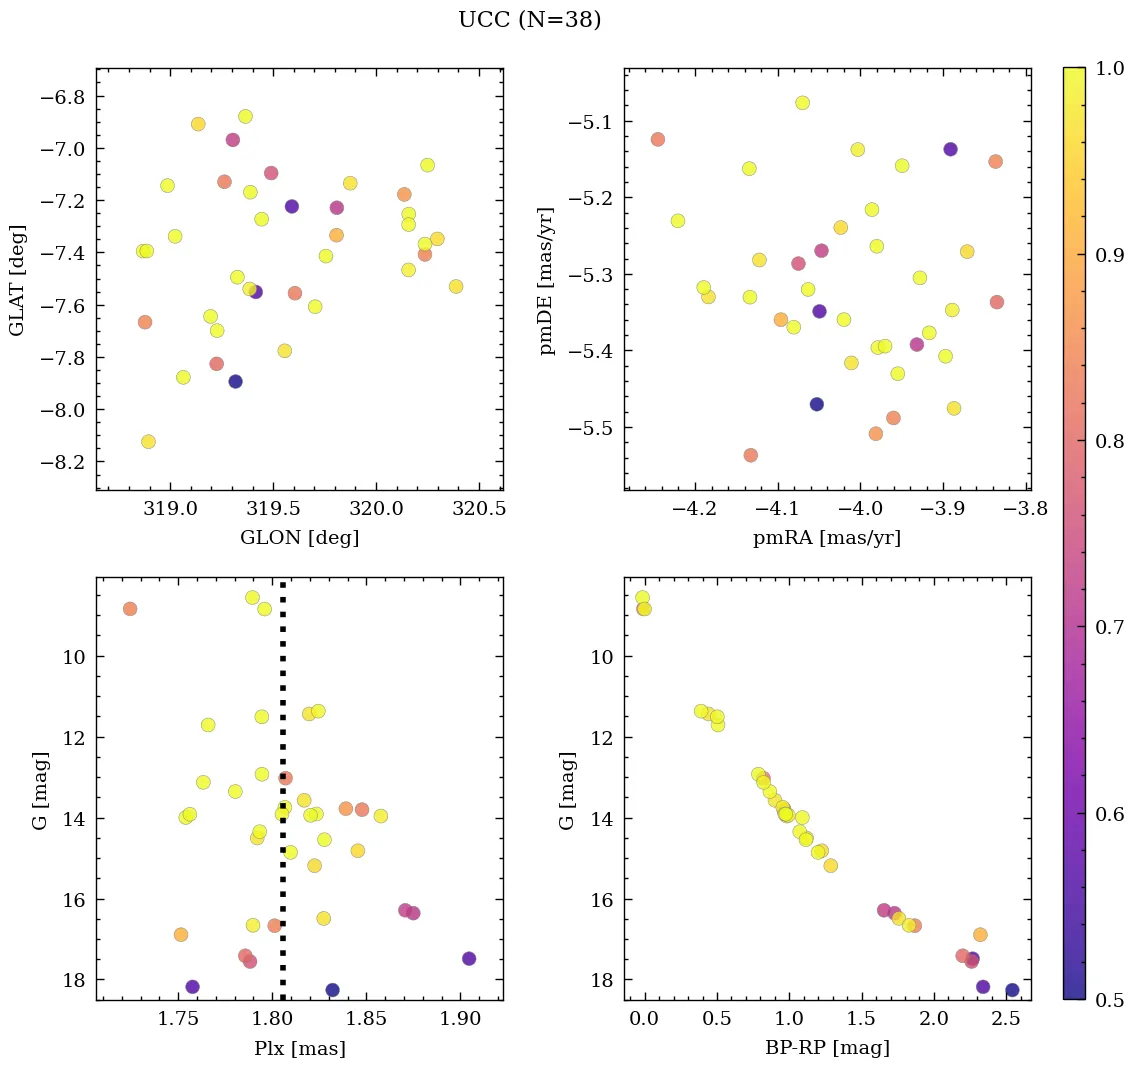 UCC (N=38)
−6.8
−7.0
−7.2
−7.4
−7.6
−7.8
−8.0
−8.2
GLAT [deg]
319.0 319.5 320.0 320.5
GLON [deg]
−5.1
−5.2
−5.3
−5.4
−5.5
pmDE [mas/yr]
−4.2 −4.1 −4.0 −3.9 −3.8
pmRA [mas/yr]
10
12
14
16
18
G [mag]
1.75 1.80 1.85 1.90
Plx [mas]
10
12
14
16
18
G [mag]
0.0 0.5 1.0 1.5 2.0 2.5
BP-RP [mag]
1.0
0.9
0.8
0.7
0.6
0.5